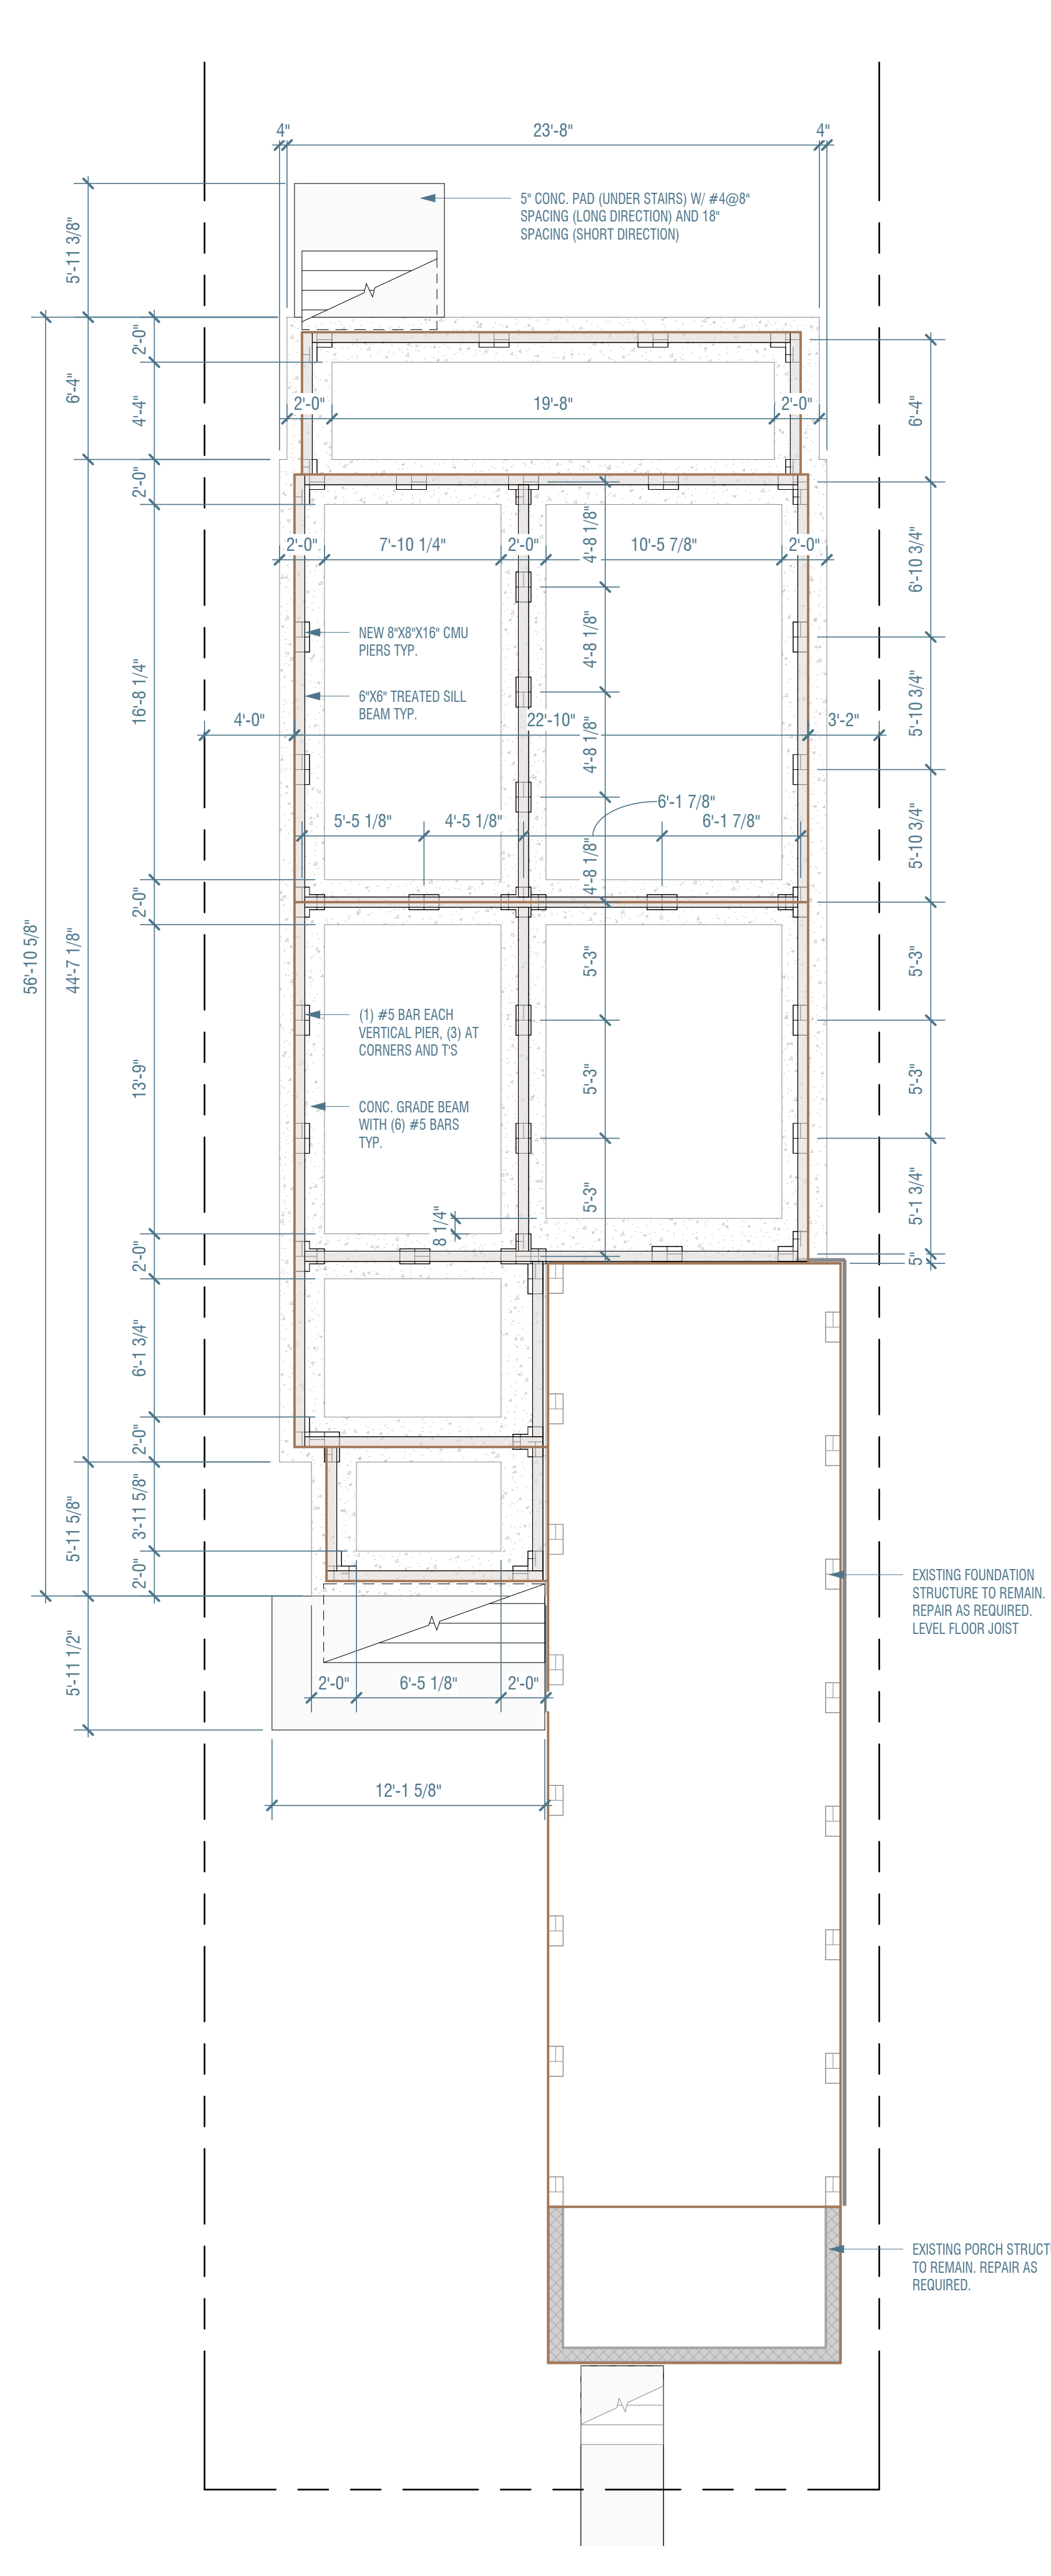 4"
23'-8"
4"
5" CONC. PAD (UNDER STAIRS) W/ #4@8"
SPACING (LONG DIRECTION) AND 18"
SPACING (SHORT DIRECTION)
5'-11 3/8"
2'-0"
6'-4"
4'-4"
2'-0"
19'-8"
2'-0"
6'-4"
2'-0"
2'-0"
7'-10 1/4"
2'-0"
4'-8 1/8"
10'-5 7/8"
2'-0"
6'-10 3/4"
NEW 8"X8"X16" CMU
PIERS TYP.
4'-8 1/8"
16'-8 1/4"
6"X6" TREATED SILL
BEAM TYP.
5'-10 3/4"
4'-0"
22'-10"
4'-8 1/8"
3'-2"
6'-1 7/8"
5'-5 1/8"
4'-5 1/8"
6'-1 7/8"
5'-10 3/4"
4'-8 1/8"
2'-0"
56'-10 5/8"
44'-7 1/8"
5'-3"
5'-3"
(1) #5 BAR EACH
VERTICAL PIER, (3) AT
CORNERS AND T'S
13'-9"
5'-3"
5'-3"
CONC. GRADE BEAM
WITH (6) #5 BARS
TYP.
5'-3"
5'-1 3/4"
8 1/4"
2'-0"
5"
6'-1 3/4"
2'-0"
5'-11 5/8"
3'-11 5/8"
2'-0"
EXISTING FOUNDATION
STRUCTURE TO REMAIN.
REPAIR AS REQUIRED.
LEVEL FLOOR JOIST
5'-11 1/2"
2'-0"
6'-5 1/8"
2'-0"
12'-1 5/8"
EXISTING PORCH STRUCT
TO REMAIN. REPAIR AS
REQUIRED.